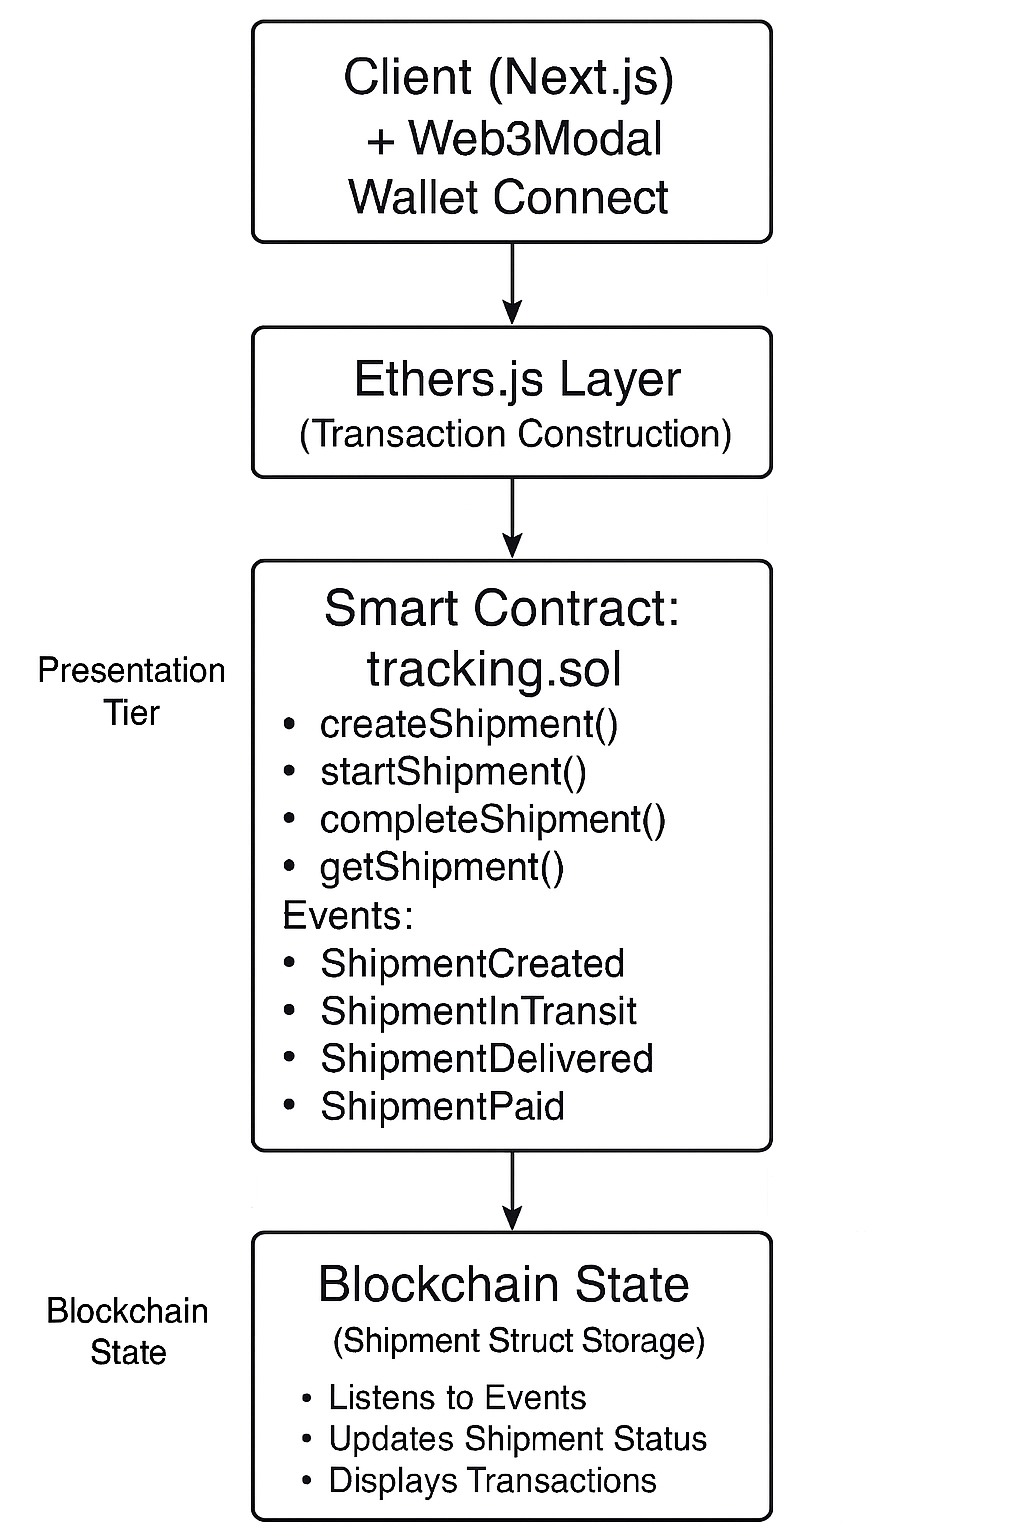 Client (Next.js)
+ Web3Modal
Wallet Connect
Ethers.js Layer
(Transaction Construction)
Presentation
Tier
Smart Contract:
tracking.sol
• createShipment()
• startShipment()
• completeShipment()
• getShipment()
Events:
• ShipmentCreated
• ShipmentInTransit
• ShipmentDelivered
• ShipmentPaid
Blockchain
State
Blockchain State
(Shipment Struct Storage)
• Listens to Events
• Updates Shipment Status
• Displays Transactions